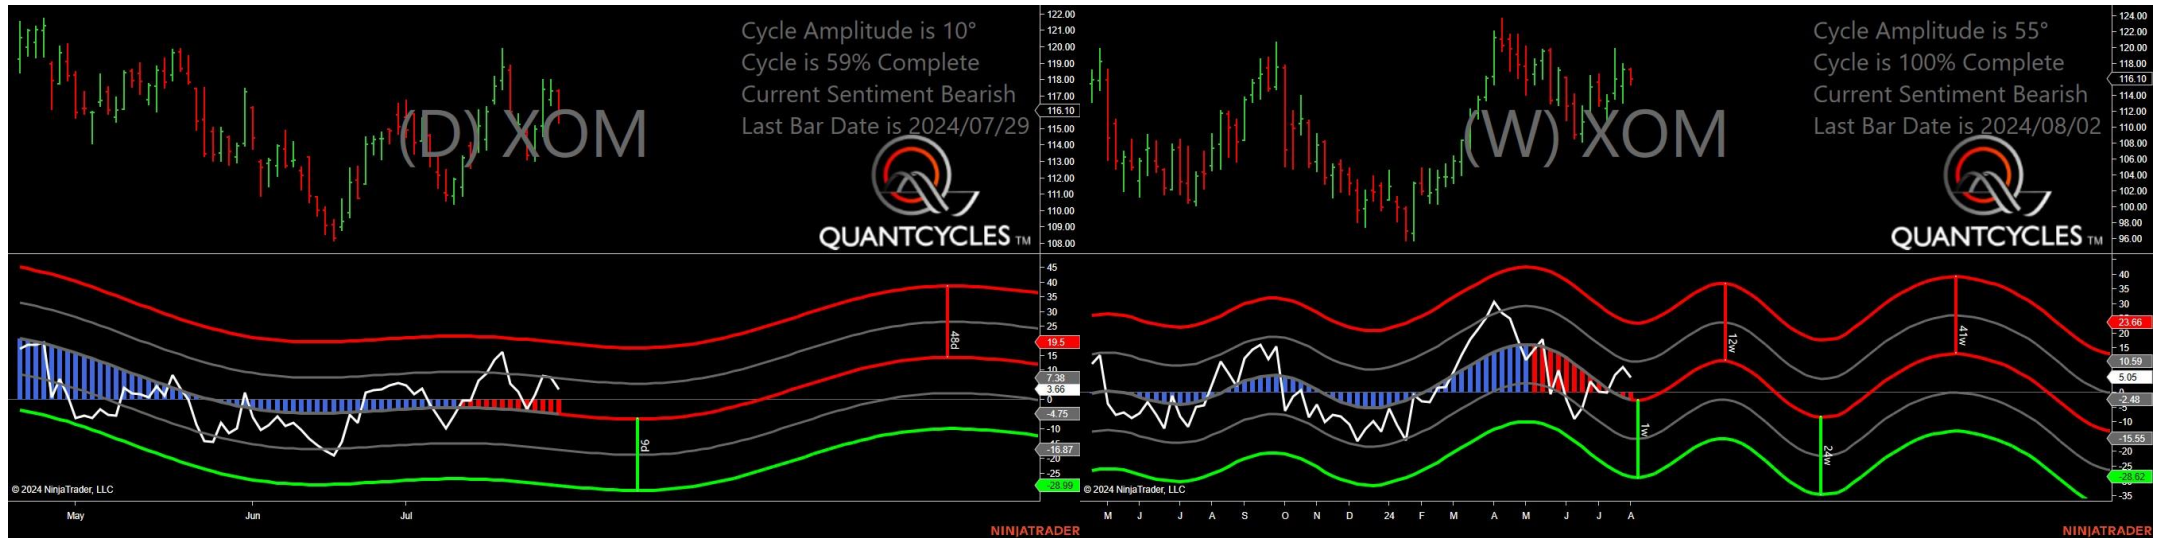 Cycle Amplitude is 10°
Cycle is 59% Complete
Current Sentiment Bearish
Last Bar Date is 2024/07/29
(D) XOM
QUANTCYCLES TM
122.00
121.00
120.00
119.00
118.00
117.00
116.10
115.00
114.00
113.00
112.00
111.00
110.00
109.00
108.00
45
40
35
30
25
19.5
15
10
7.38
3.66
0
-4.75
-10
-15
-16.87
-20
-25
-28.99
48d
9d
© 2024 NinjaTrader, LLC
May Jun Jul
NINJATRADER
Cycle Amplitude is 55°
Cycle is 100% Complete
Current Sentiment Bearish
Last Bar Date is 2024/08/02
(W) XOM
QUANTCYCLES TM
124.00
122.00
120.00
118.00
116.10
114.00
112.00
110.00
108.00
106.00
104.00
102.00
100.00
98.00
96.00
40
35
30
23.66
20
15
10.59
5.05
0
-2.48
-5
-10
-15.55
-20
-25
-28.62
-35
12w
41w
1w
24w
© 2024 NinjaTrader, LLC
M J J A S O N D 24 F M A M J J A
NINJATRADER